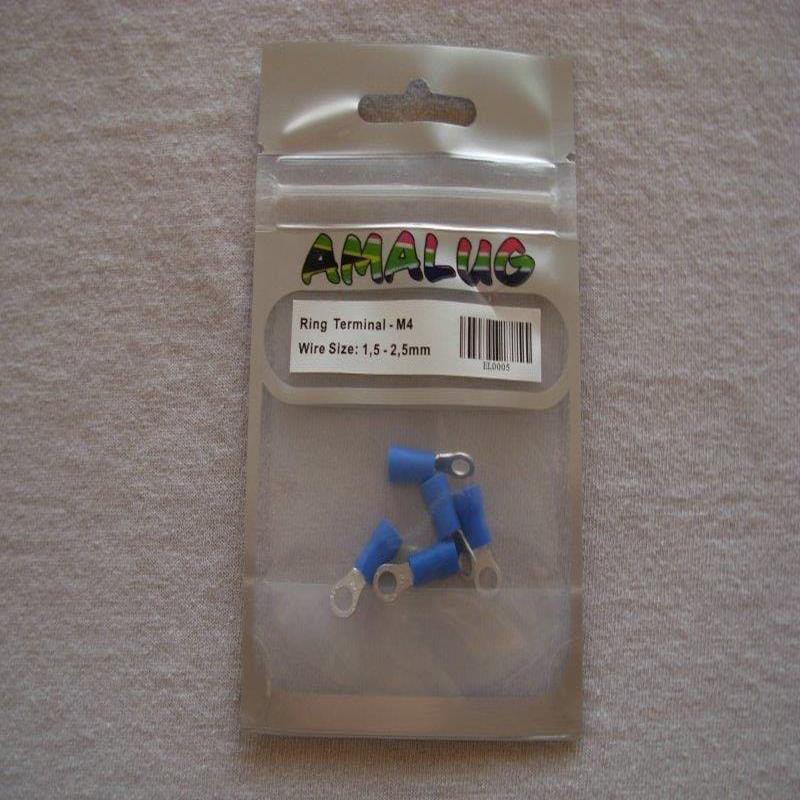 AMALUG
Ring Terminal - M4
Wire Size: 1,5 - 2,5mm
EL0005